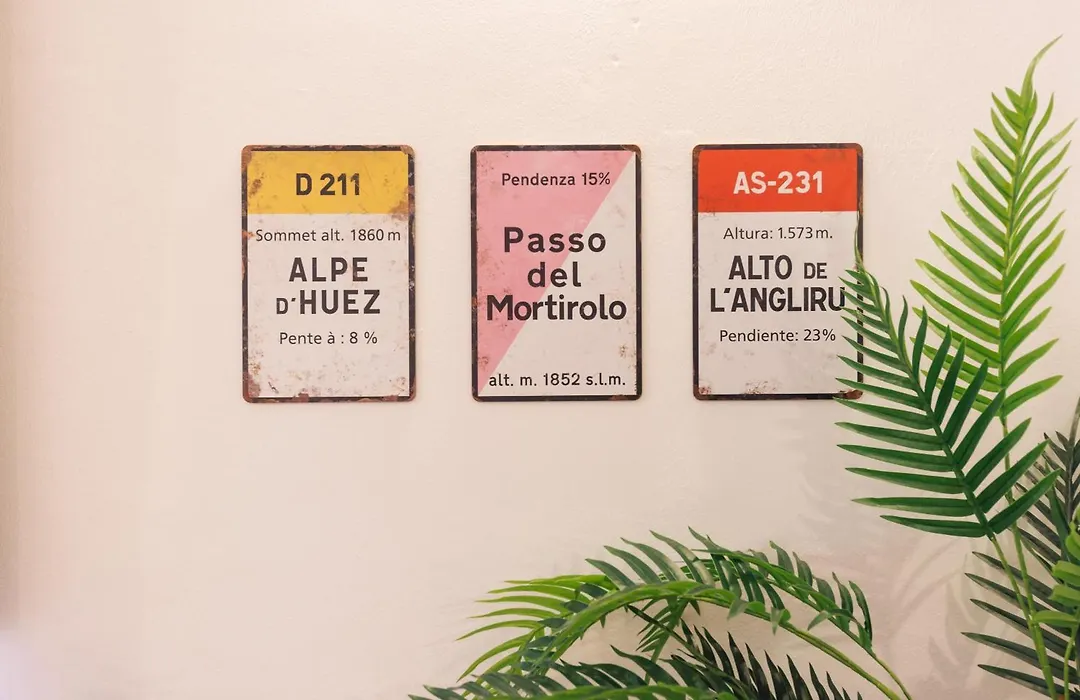 D 211
Sommet alt. 1860 m
ALPE
D'HUEZ
Pente à : 8 %
Pendenza 15%
Passo
del
Mortirolo
alt. m. 1852 s.l.m.
AS-231
Altura: 1.573 m.
ALTO DE
L'ANGLIRU
Pendiente: 23%